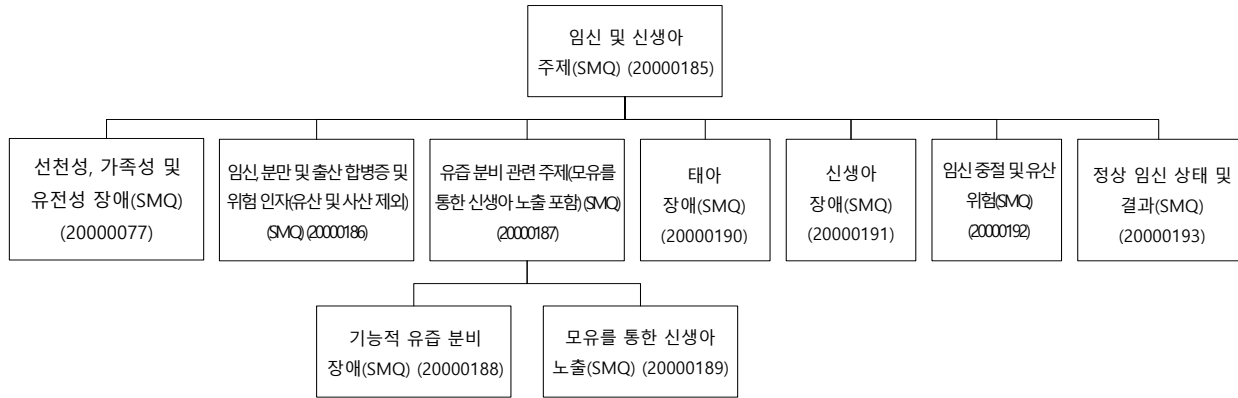 임신 및 신생아
주제(SMQ) (20000185)
선천성, 가족성 및
유전성 장애(SMQ)
(20000077)
임신, 분만 및 출산 합병증 및
위험 인자(유산 및 사산 제외)
(SMQ) (20000186)
유즙 분비 관련 주제(모유를
통한 신생아 노출 포함) (SMQ)
(20000187)
태아
장애(SMQ)
(20000190)
신생아
장애(SMQ)
(20000191)
임신 중절 및 유산
위험(SMQ)
(20000192)
정상 임신 상태 및
결과(SMQ)
(20000193)
기능적 유즙 분비
장애(SMQ) (20000188)
모유를 통한 신생아
노출(SMQ) (20000189)